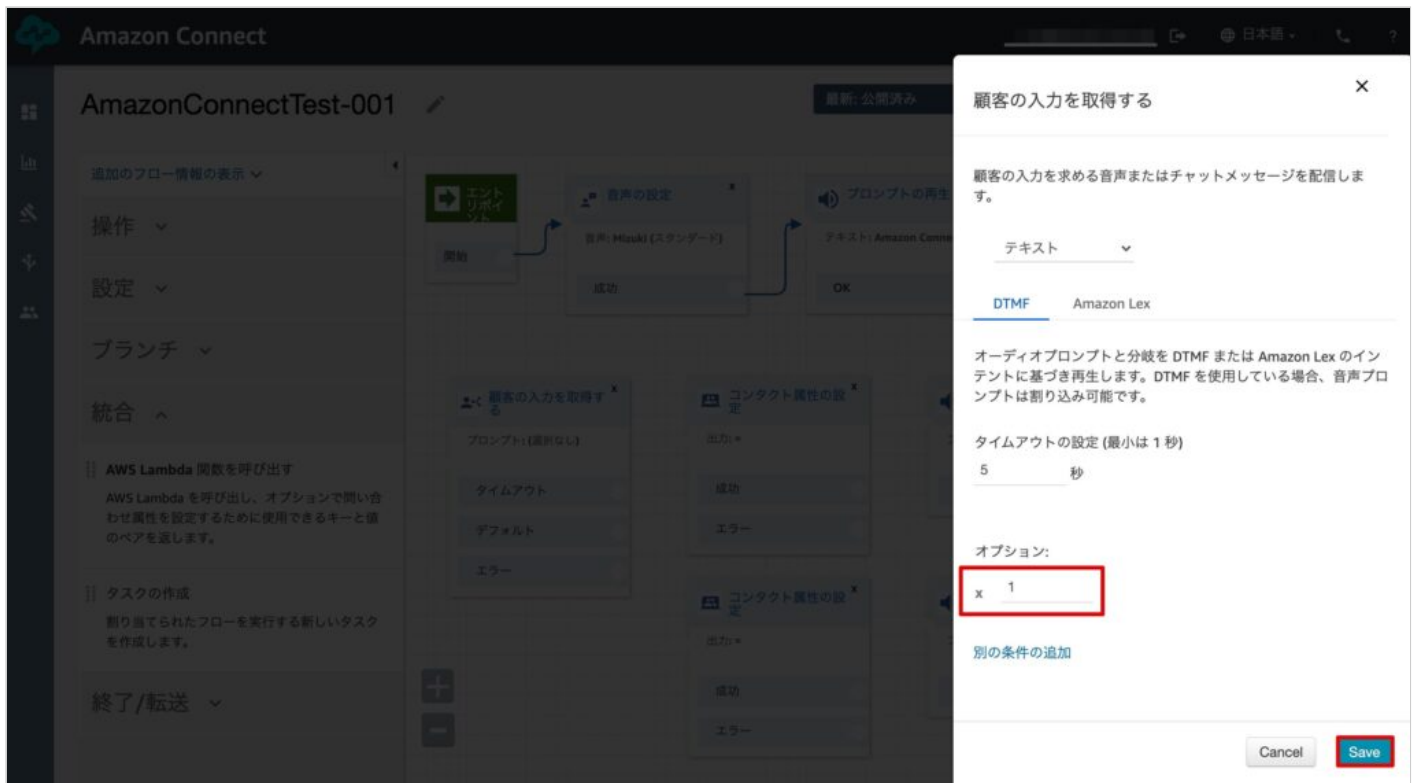 Amazon Connect
日本語
?
AmazonConnectTest-001
最新: 公開済み
追加のフロー情報の表示
操作
設定
ブランチ
統合
AWS Lambda 関数を呼び出す
AWS Lambda を呼び出し、オプションで問い合
わせ属性を設定するために使用できるキーと値
のペアを返します。
タスクの作成
割り当てられたフローを実行する新しいタスク
を作成します。
終了/転送
エント
リポイ
ント
開始
音声の設定
x
音声: Mizuki (スタンダード)
成功
プロンプトの再生
テキスト: Amazon Conne
OK
顧客の入力を取得す
る
x
プロンプト: (選択なし)
タイムアウト
デフォルト
エラー
コンタクト属性の設
定
x
出力: =
成功
エラー
コンタクト属性の設
定
x
出力: =
成功
エラー
顧客の入力を取得する
×
顧客の入力を求める音声またはチャットメッセージを配信しま
す。
テキスト
DTMF Amazon Lex
オーディオプロンプトと分岐を DTMF または Amazon Lex のイン
テントに基づき再生します。DTMF を使用している場合、音声プロ
ンプトは割り込み可能です。
タイムアウトの設定 (最小は 1 秒)
5 秒
オプション:
x 1
別の条件の追加
Cancel Save